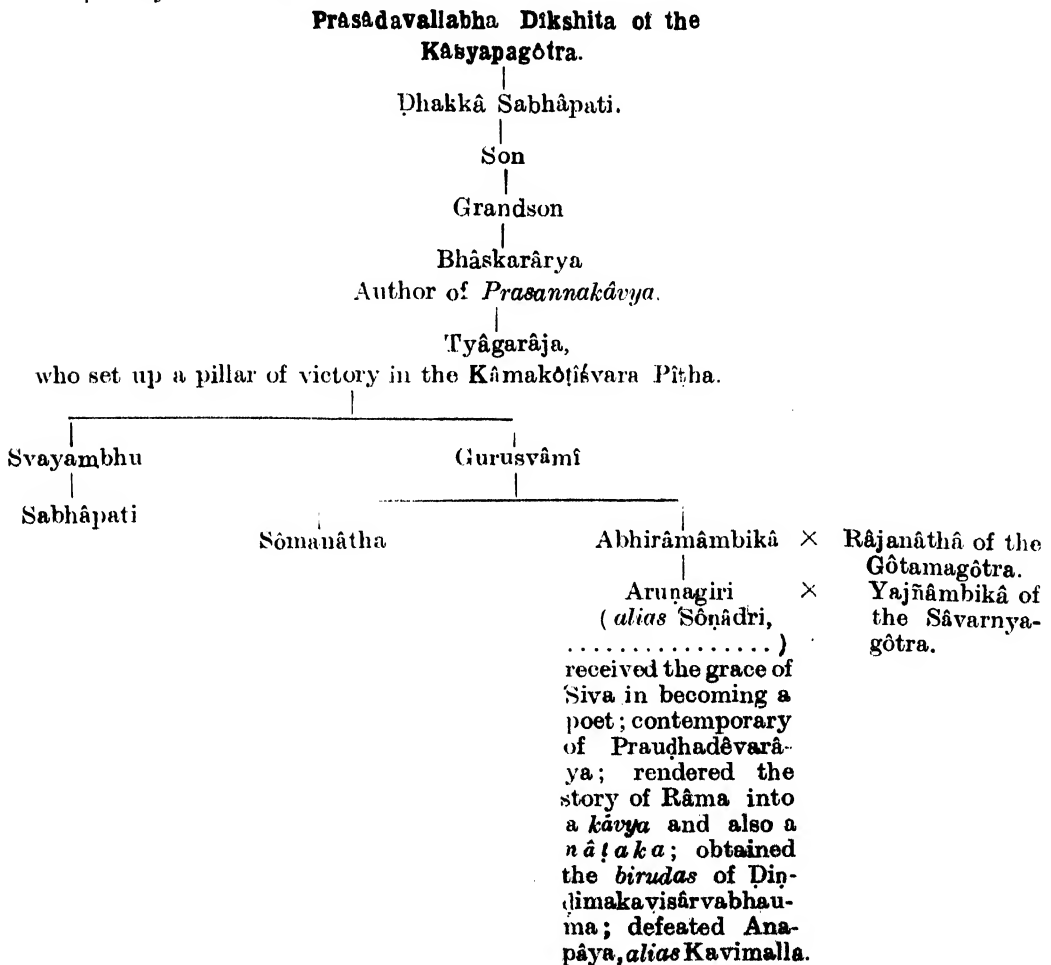 Prasâdavallabha Dîkshita of the
Kâsyapagôtra.
Ḍhakkâ Sabhâpati.
Son
Grandson
Bhâskarârya
Author of Prasannakâvya.
Tyâgarâja,
who set up a pillar of victory in the Kâmakôṭîśvara Pîṭha.
Svayambhu Gurusvâmî
Sabhâpati
Sômanâtha Abhirâmâmbikâ × Râjanâthâ of the
Gôtamagôtra.
Aruṇagiri × Yajñâmbikâ of
(alias Sôṇâdri, the Sâvarnya-
................) gôtra.
received the grace of
Siva in becoming a
poet; contemporary
of Prauḍhadêvarâ-
ya; rendered the
story of Râma into
a kâvya and also a
nâṭaka; obtained
the birudas of Ḍiṇ-
ḍimakavisârvabhau-
ma; defeated Ana-
pâya, alias Kavimalla.